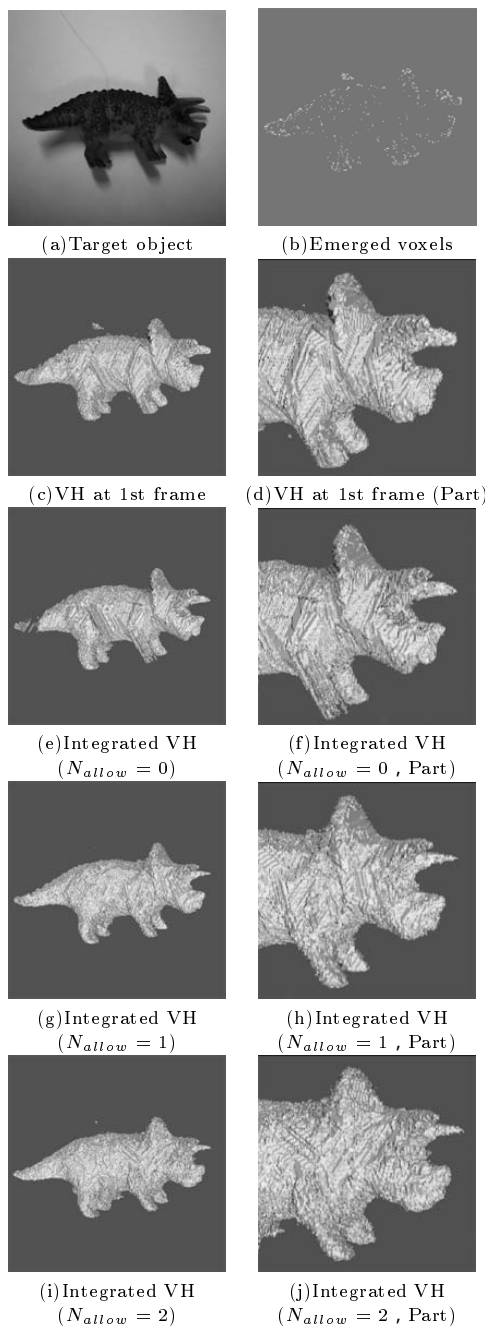 (a)Target object
(b)Emerged voxels
(c)VH at 1st frame
(d)VH at 1st frame (Part)
(e)Integrated VH
(N_allow = 0)
(f)Integrated VH
(N_allow = 0 , Part)
(g)Integrated VH
(N_allow = 1)
(h)Integrated VH
(N_allow = 1 , Part)
(i)Integrated VH
(N_allow = 2)
(j)Integrated VH
(N_allow = 2 , Part)